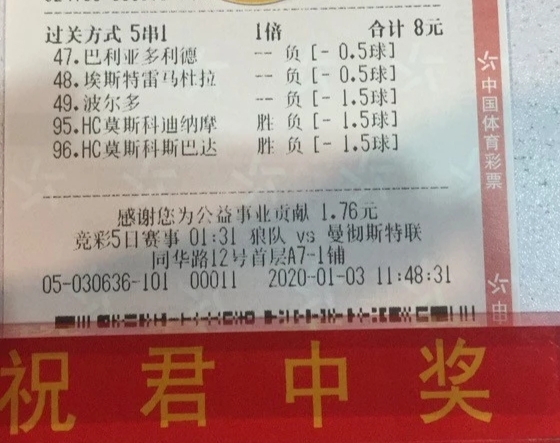 过关方式 5串1 1倍 合计 8元
47.巴利亚多利德 -- 负 [- 0.5球]
48.埃斯特雷马杜拉 -- 负 [- 0.5球]
49.波尔多 -- 负 [- 1.5球]
95.HC莫斯科迪纳摩 胜 负 [- 1.5球]
96.HC莫斯科斯巴达 胜 负 [- 1.5球]
感谢您为公益事业贡献 1.76元
竞彩5日赛事 01:31 狼队 vs 曼彻斯特联
同华路12号首层A7-1铺
05-030636-101 00011 2020-01-03 11:48:31
中国体育彩票
祝君中奖